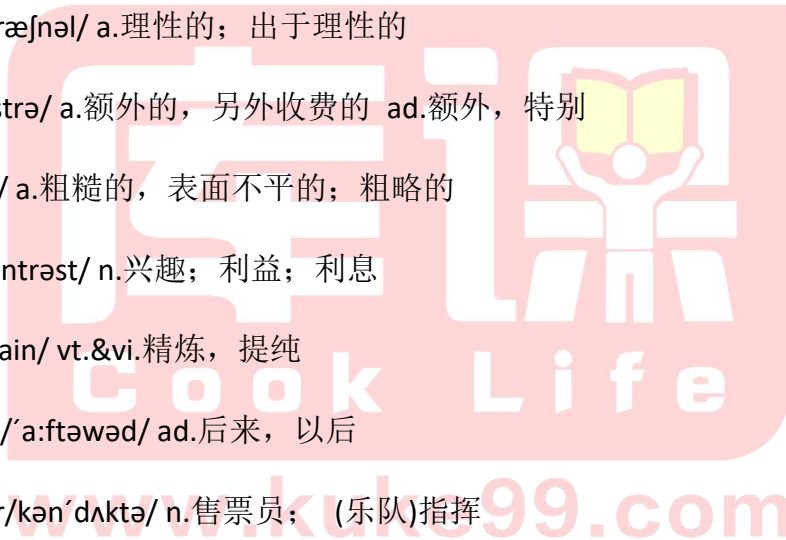 ræʃnəl/ a.理性的；出于理性的
strə/ a.额外的，另外收费的 ad.额外，特别
/ a.粗糙的，表面不平的；粗略的
ntrəst/ n.兴趣；利益；利息
ain/ vt.&vi.精炼，提纯
/ˊa:ftəwəd/ ad.后来，以后
r/kənˊdʌktə/ n.售票员； (乐队)指挥
库课
Cook Life
www.kuke99.com